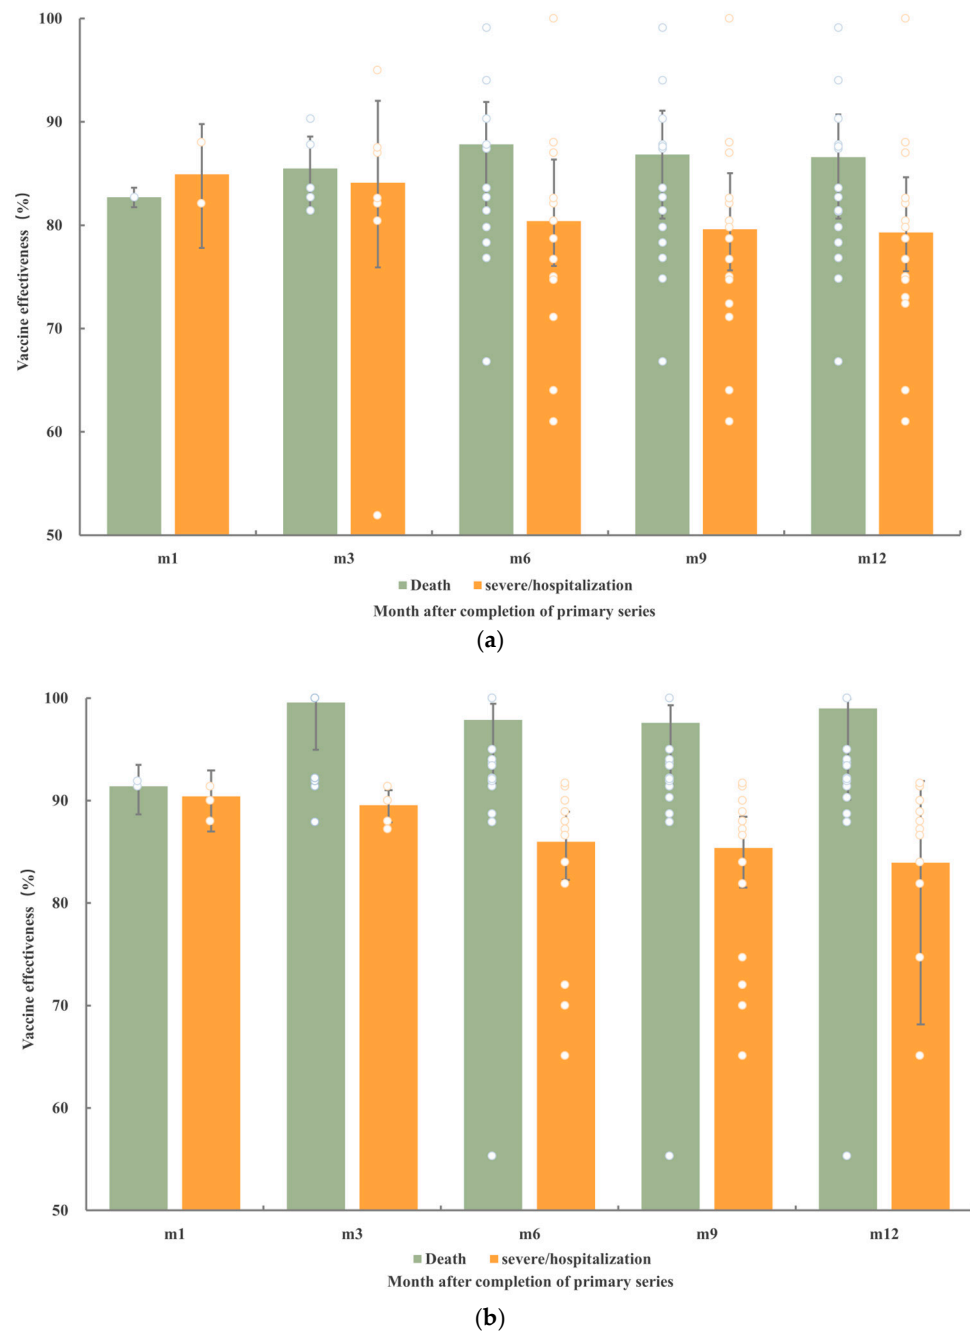 100
90
80
70
60
50
Vaccine effectiveness (%)
m1 m3 m6 m9 m12
Death severe/hospitalization
Month after completion of primary series
(a)
100
90
80
70
60
50
Vaccine effectiveness (%)
m1 m3 m6 m9 m12
Death severe/hospitalization
Month after completion of primary series
(b)